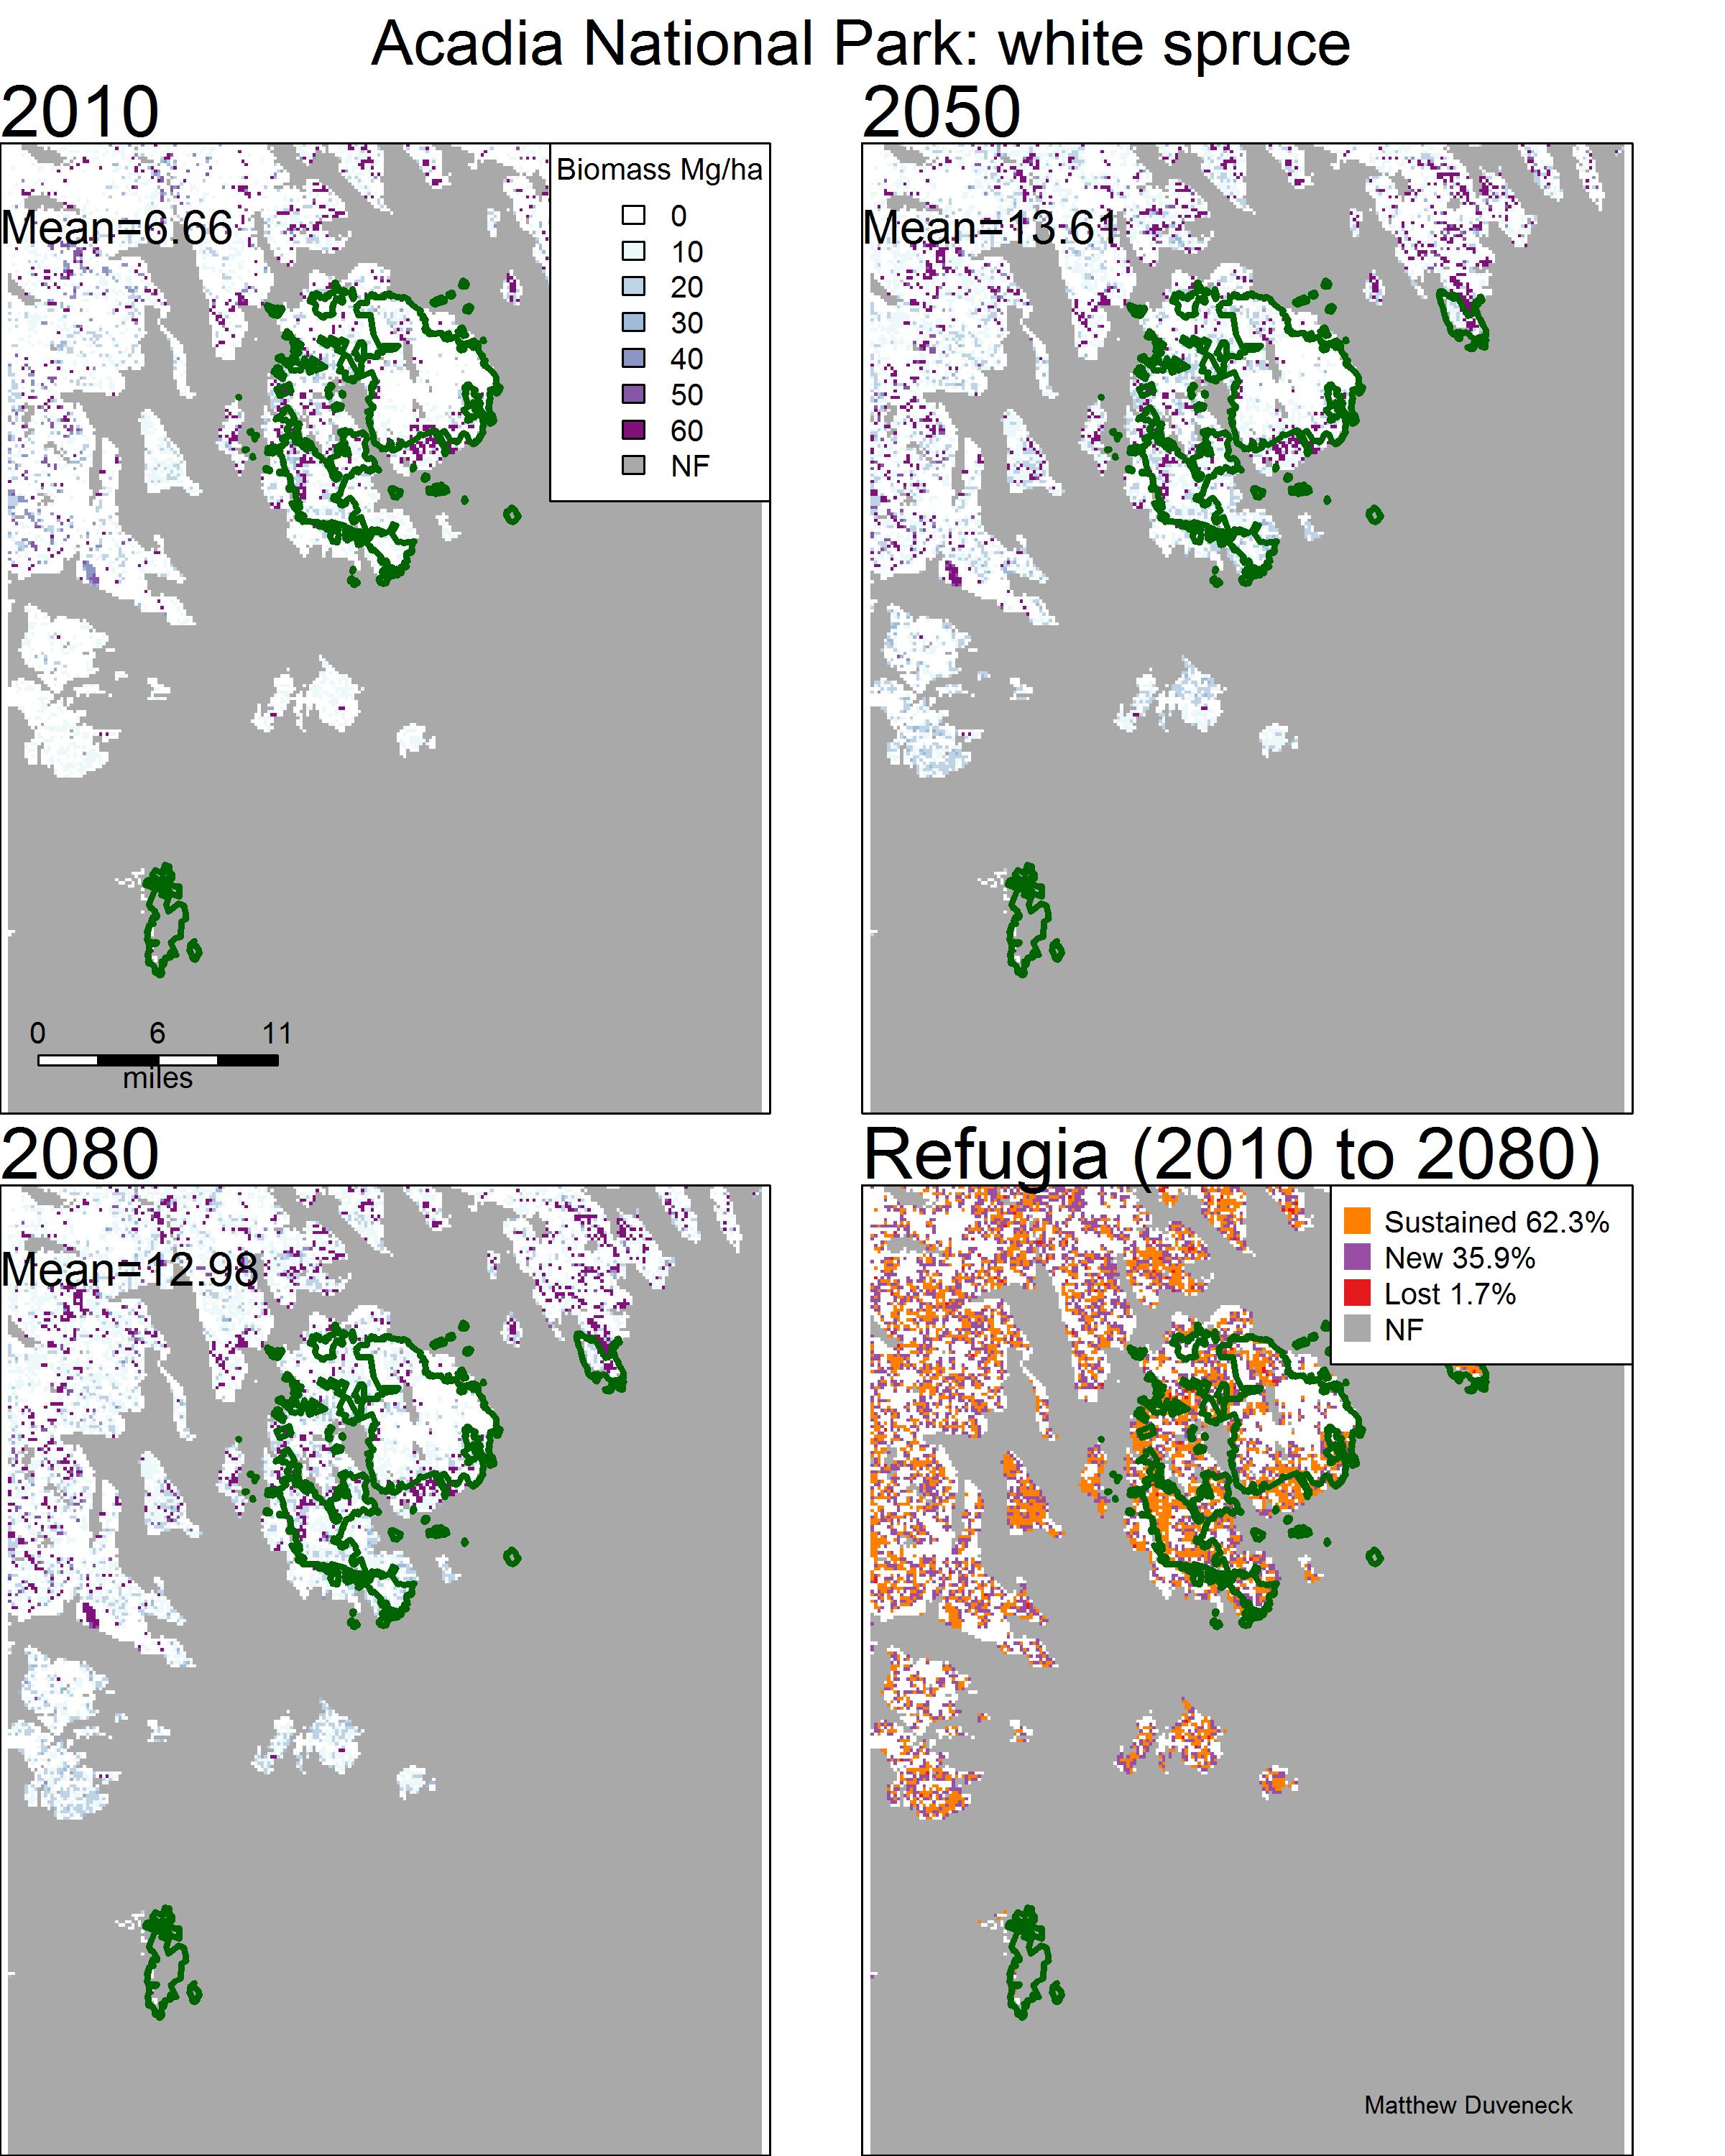 Acadia National Park: white spruce
2010
2050
Biomass Mg/ha
0
10
20
30
40
50
60
NF
Mean=6.66
Mean=13.61
0 6 11
miles
2080
Refugia (2010 to 2080)
Mean=12.98
Sustained 62.3%
New 35.9%
Lost 1.7%
NF
Matthew Duveneck